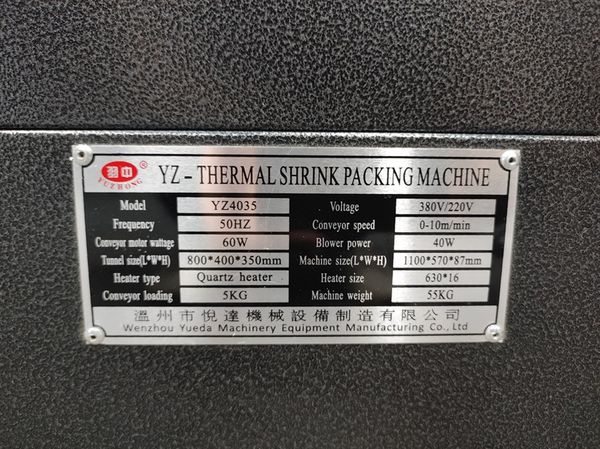 羽中 ®
YUZHONG
YZ - THERMAL SHRINK PACKING MACHINE
Model YZ4035 Voltage 380V/220V
Frequency 50HZ Conveyor speed 0-10m/min
Conveyor motor wattage 60W Blower power 40W
Tunnel size(L*W*H) 800*400*350mm Machine size(L*W*H) 1100*570*87mm
Heater type Quartz heater Heater size 630*16
Conveyor loading 5KG Machine weight 55KG
溫州市悅達機械設備制造有限公司
Wenzhou Yueda Machinery Equipment Manufacturing Co., Ltd